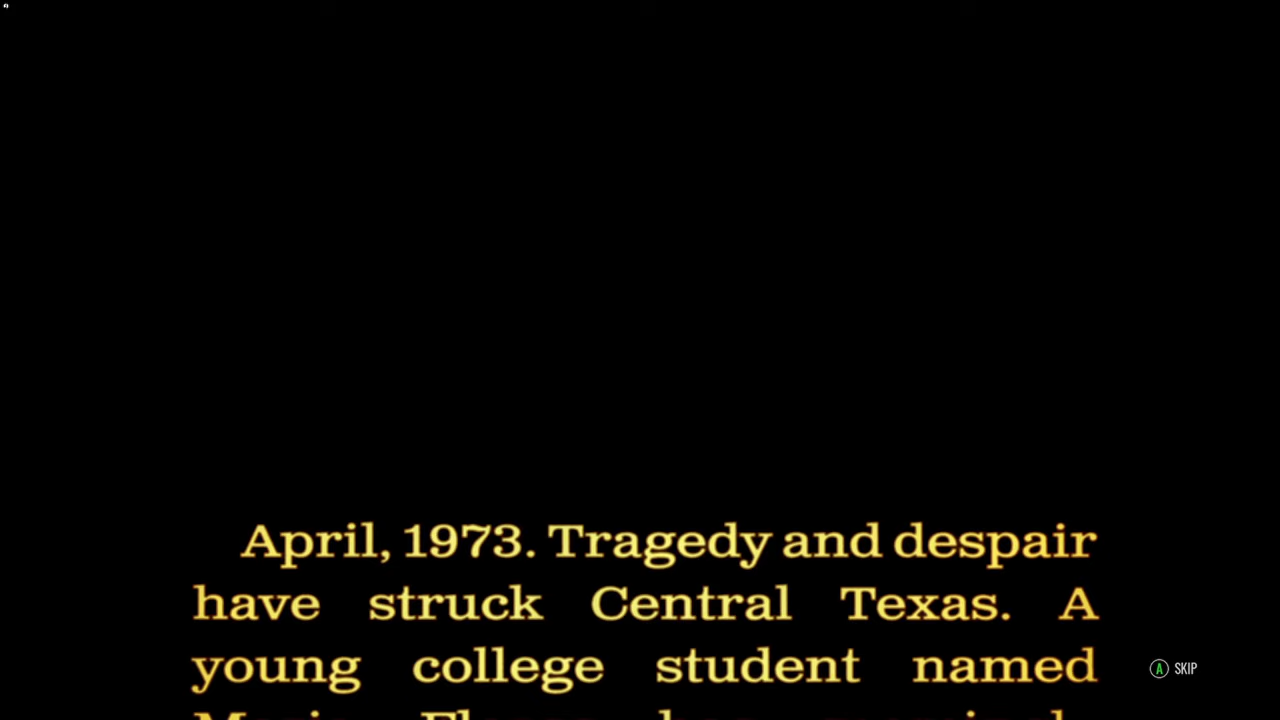 April, 1973. Tragedy and despair
have struck Central Texas. A
young college student named
A SKIP